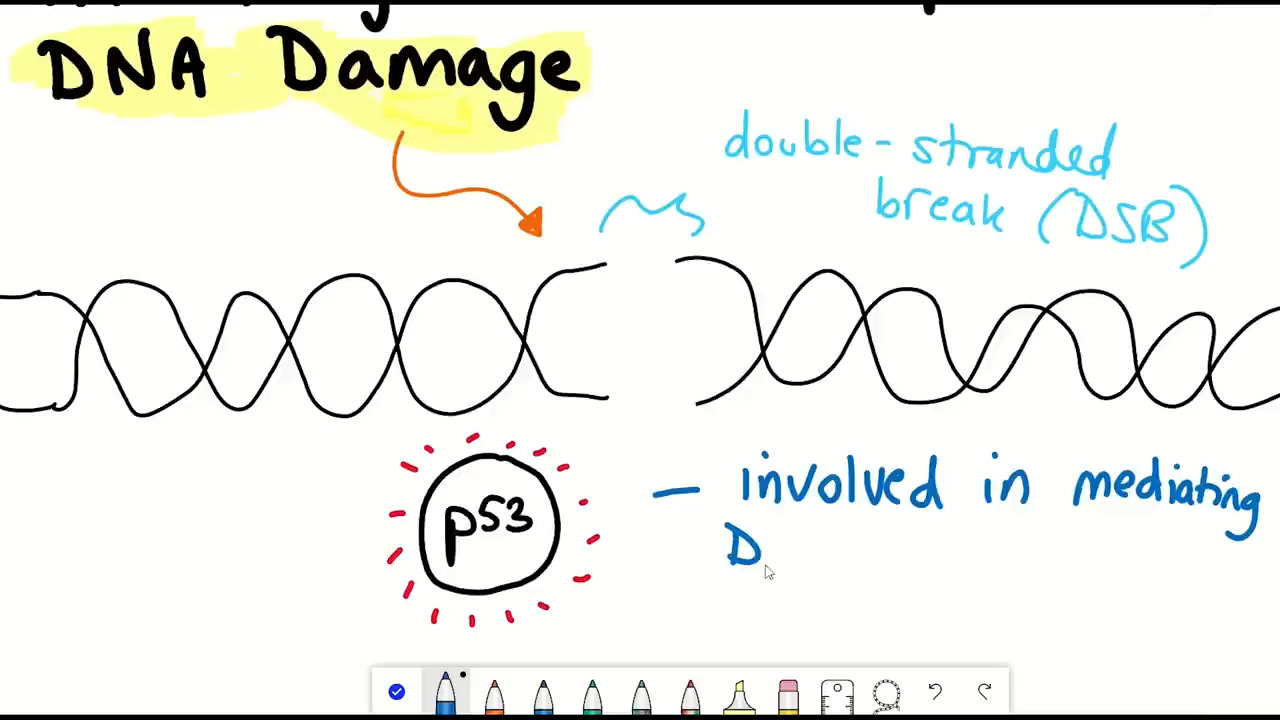 DNA Damage
double-stranded
break (DSB)
p53
- involved in mediating
D